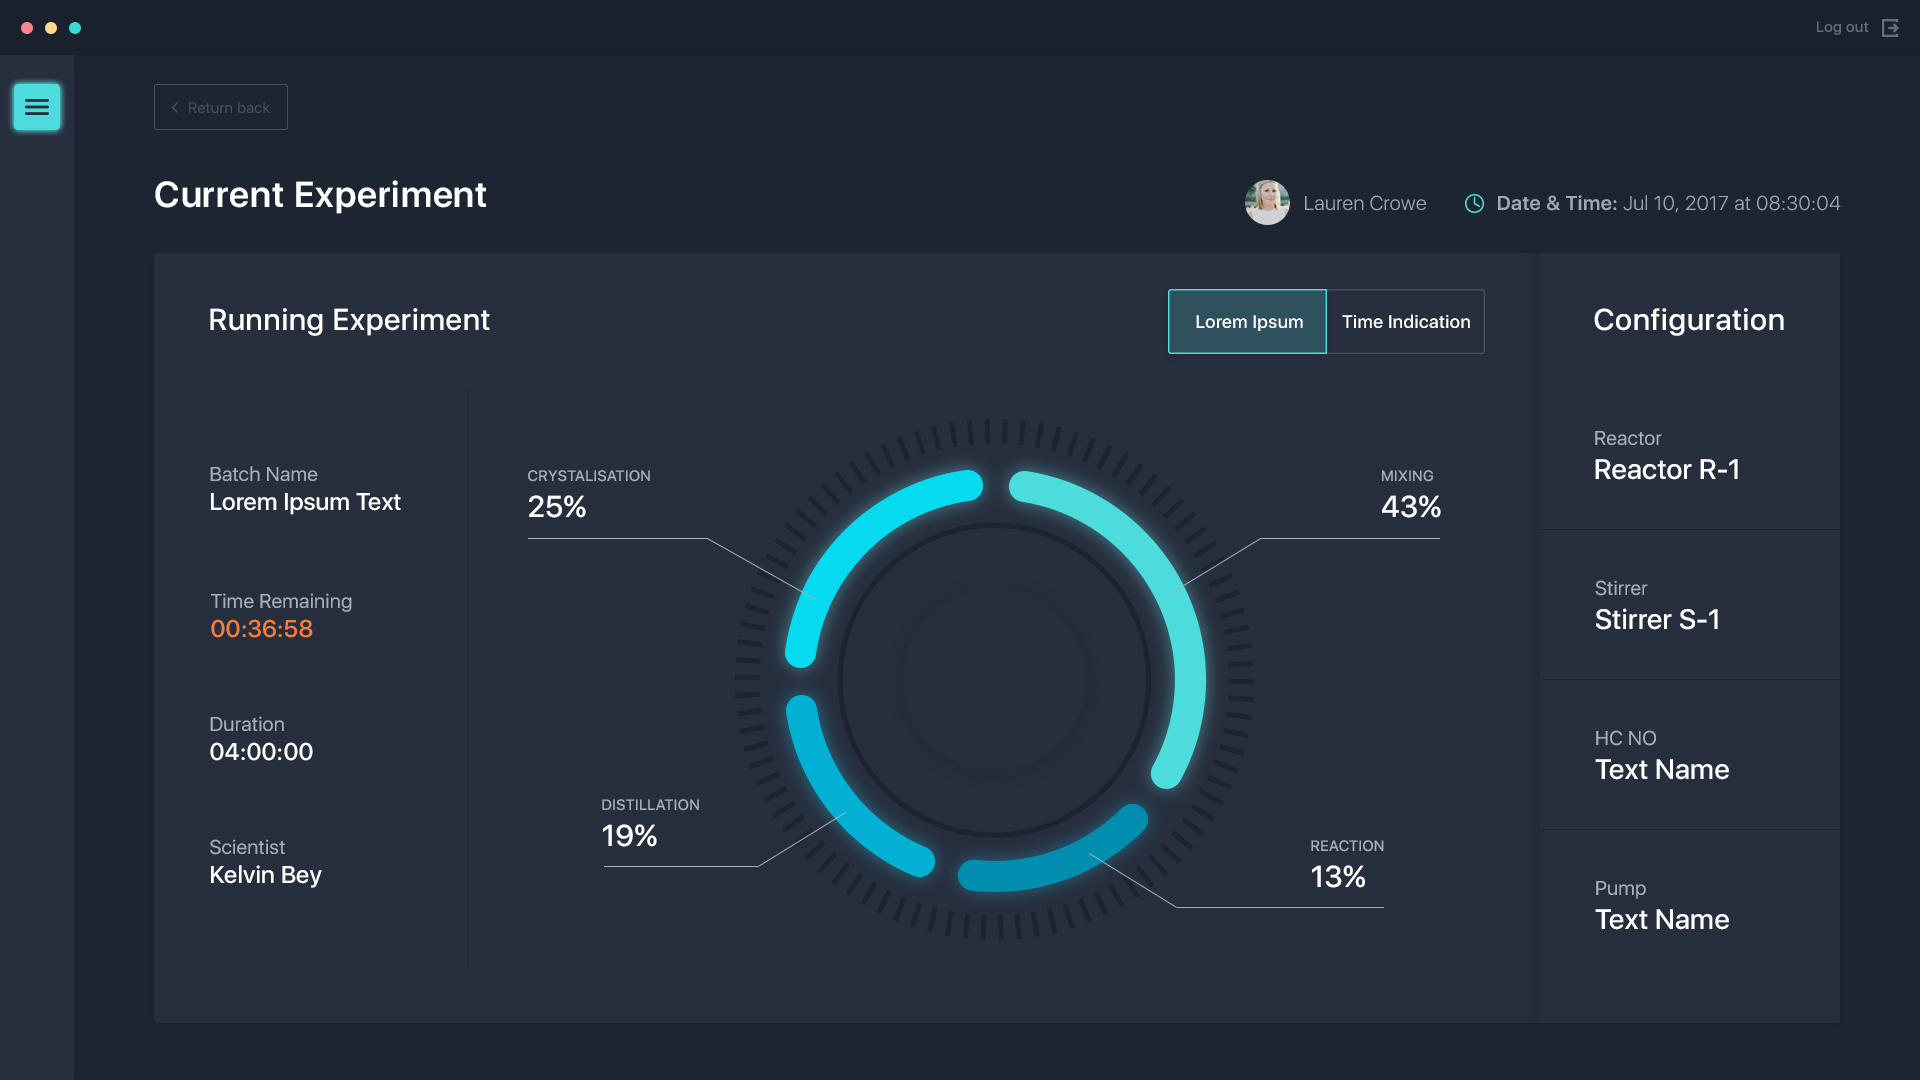 Log out
Return back
Current Experiment
Lauren Crowe
Date & Time: Jul 10, 2017 at 08:30:04
Running Experiment
Lorem Ipsum
Time Indication
Batch Name
Lorem Ipsum Text
Time Remaining
00:36:58
Duration
04:00:00
Scientist
Kelvin Bey
CRYSTALISATION
25%
MIXING
43%
DISTILLATION
19%
REACTION
13%
Configuration
Reactor
Reactor R-1
Stirrer
Stirrer S-1
HC NO
Text Name
Pump
Text Name